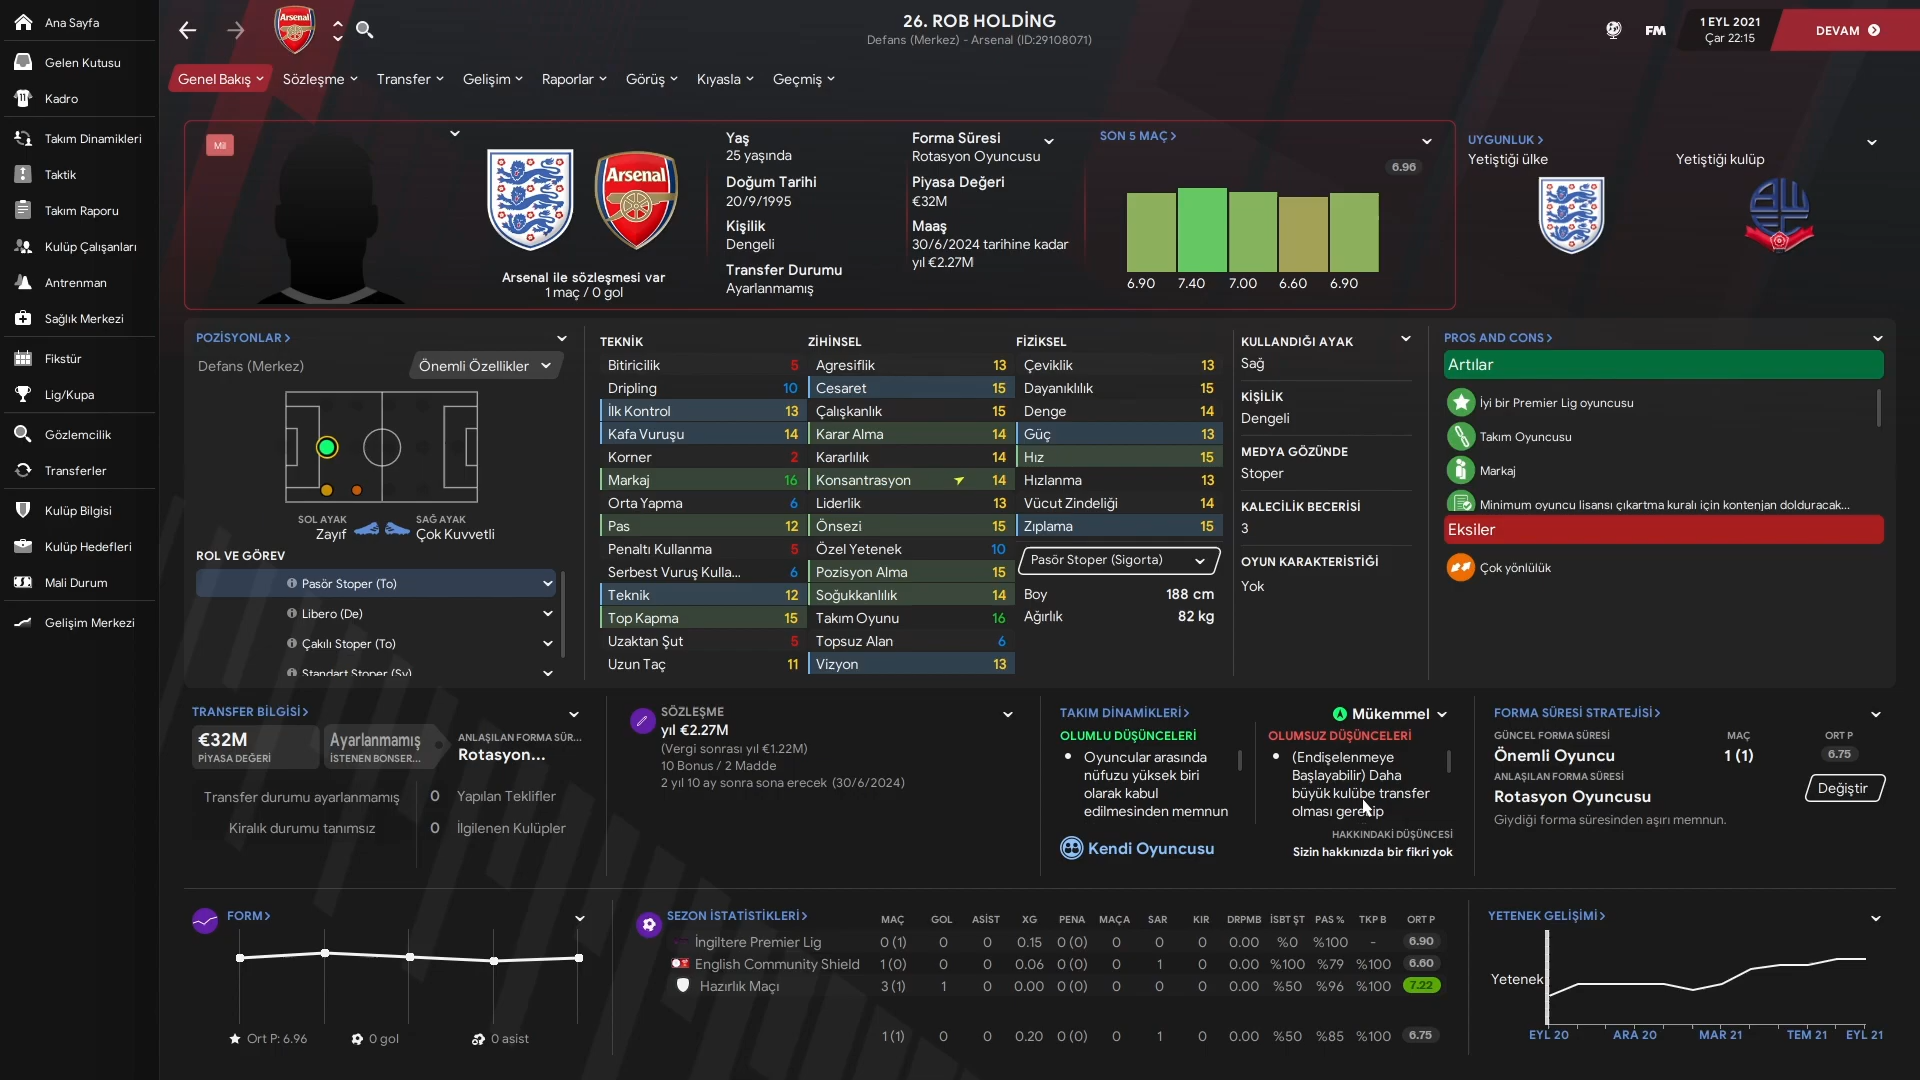 Ana Sayfa
Gelen Kutusu
Kadro
Takım Dinamikleri
Taktik
Takım Raporu
Kulüp Çalışanları
Antrenman
Sağlık Merkezi
Fikstür
Lig/Kupa
Gözlemcilik
Transferler
Kulüp Bilgisi
Kulüp Hedefleri
Mali Durum
Gelişim Merkezi
Arsenal
26. ROB HOLDİNG
Defans (Merkez) - Arsenal (ID:29108071)
FM
1 EYL 2021
Çar 22:15
DEVAM
Genel Bakış Sözleşme Transfer Gelişim Raporlar Görüş Kıyasla Geçmiş
Mil
Arsenal
Arsenal ile sözleşmesi var
1 maç / 0 gol
Yaş
25 yaşında
Doğum Tarihi
20/9/1995
Kişilik
Dengeli
Transfer Durumu
Ayarlanmamış
Forma Süresi
Rotasyon Oyuncusu
Piyasa Değeri
€32M
Maaş
30/6/2024 tarihine kadar
yıl €2.27M
SON 5 MAÇ >
6.96
6.90 7.40 7.00 6.60 6.90
UYGUNLUK >
Yetiştiği ülke Yetiştiği kulüp
POZİSYONLAR >
Defans (Merkez) Önemli Özellikler
SOL AYAK SAĞ AYAK
Zayıf Çok Kuvvetli
ROL VE GÖREV
Pasör Stoper (To)
Libero (De)
Çakılı Stoper (To)
Standart Stoper (Sv)
TEKNİK
Bitiricilik 5
Dripling 10
İlk Kontrol 13
Kafa Vuruşu 14
Korner 2
Markaj 16
Orta Yapma 6
Pas 12
Penaltı Kullanma 5
Serbest Vuruş Kulla... 6
Teknik 12
Top Kapma 15
Uzaktan Şut 5
Uzun Taç 11
ZİHİNSEL
Agresiflik 13
Cesaret 15
Çalışkanlık 15
Karar Alma 14
Kararlılık 14
Konsantrasyon 14
Liderlik 13
Önsezi 15
Özel Yetenek 10
Pozisyon Alma 15
Soğukkanlılık 14
Takım Oyunu 16
Topsuz Alan 6
Vizyon 13
FİZİKSEL
Çeviklik 13
Dayanıklılık 15
Denge 14
Güç 13
Hız 15
Hızlanma 13
Vücut Zindeliği 14
Zıplama 15
Pasör Stoper (Sigorta)
Boy 188 cm
Ağırlık 82 kg
KULLANDIĞI AYAK
Sağ
KİŞİLİK
Dengeli
MEDYA GÖZÜNDE
Stoper
KALECİLİK BECERİSİ
3
OYUN KARAKTERİSTİĞİ
Yok
PROS AND CONS >
Artılar
İyi bir Premier Lig oyuncusu
Takım Oyuncusu
Markaj
Minimum oyuncu lisansı çıkartma kuralı için kontenjan dolduracak...
Eksiler
Çok yönlülük
TRANSFER BİLGİSİ >
€32M
PİYASA DEĞERİ
Ayarlanmamış
İSTENEN BONSER...
ANLAŞILAN FORMA SÜR...
Rotasyon...
Transfer durumu ayarlanmamış 0 Yapılan Teklifler
Kiralık durumu tanımsız 0 İlgilenen Kulüpler
SÖZLEŞME
yıl €2.27M
(Vergi sonrası yıl €1.22M)
10 Bonus / 2 Madde
2 yıl 10 ay sonra sona erecek (30/6/2024)
TAKIM DİNAMİKLERİ >
Mükemmel
OLUMLU DÜŞÜNCELERİ
• Oyuncular arasında
nüfuzu yüksek biri
olarak kabul
edilmesinden memnun
OLUMSUZ DÜŞÜNCELERİ
• (Endişelenmeye
Başlayabilir) Daha
büyük kulübe transfer
olması gerekip
Kendi Oyuncusu
HAKKINDAKİ DÜŞÜNCESİ
Sizin hakkınızda bir fikri yok
FORMA SÜRESİ STRATEJİSİ >
GÜNCEL FORMA SÜRESİ MAÇ ORT P
Önemli Oyuncu 1 (1) 6.75
ANLAŞILAN FORMA SÜRESİ
Rotasyon Oyuncusu
Değiştir
Giydiği forma süresinden aşırı memnun.
FORM >
Ort P: 6.96 0 gol 0 asist
SEZON İSTATİSTİKLERİ > MAÇ GOL ASİST XG PENA MAÇA SAR KIR DRPMB İSBT ŞT PAS % TKP B ORT P
İngiltere Premier Lig 0 (1) 0 0 0.15 0 (0) 0 0 0 0.00 %0 %100 - 6.90
English Community Shield 1 (0) 0 0 0.06 0 (0) 0 1 0 0.00 %100 %79 %100 6.60
Hazırlık Maçı 3 (1) 1 0 0.00 0 (0) 0 0 0 0.00 %50 %96 %100 7.22
1 (1) 0 0 0.20 0 (0) 0 1 0 0.00 %50 %85 %100 6.75
YETENEK GELİŞİMİ >
Yetenek
EYL 20 ARA 20 MAR 21 TEM 21 EYL 21